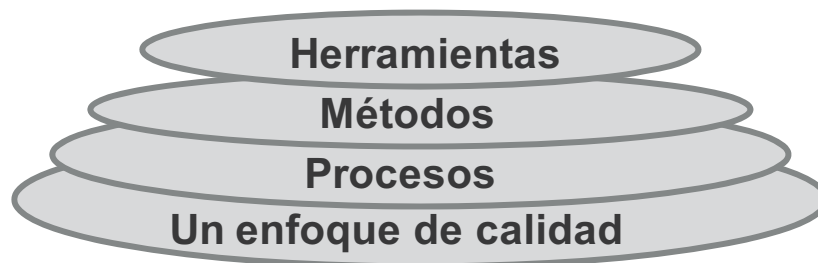 Herramientas
Métodos
Procesos
Un enfoque de calidad